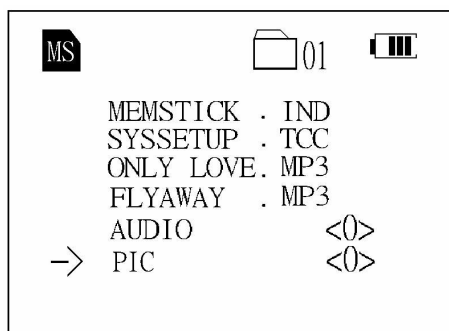 MS 01
MEMSTICK . IND
SYSSETUP . TCC
ONLY LOVE. MP3
FLYAWAY . MP3
AUDIO <0>
PIC <0>